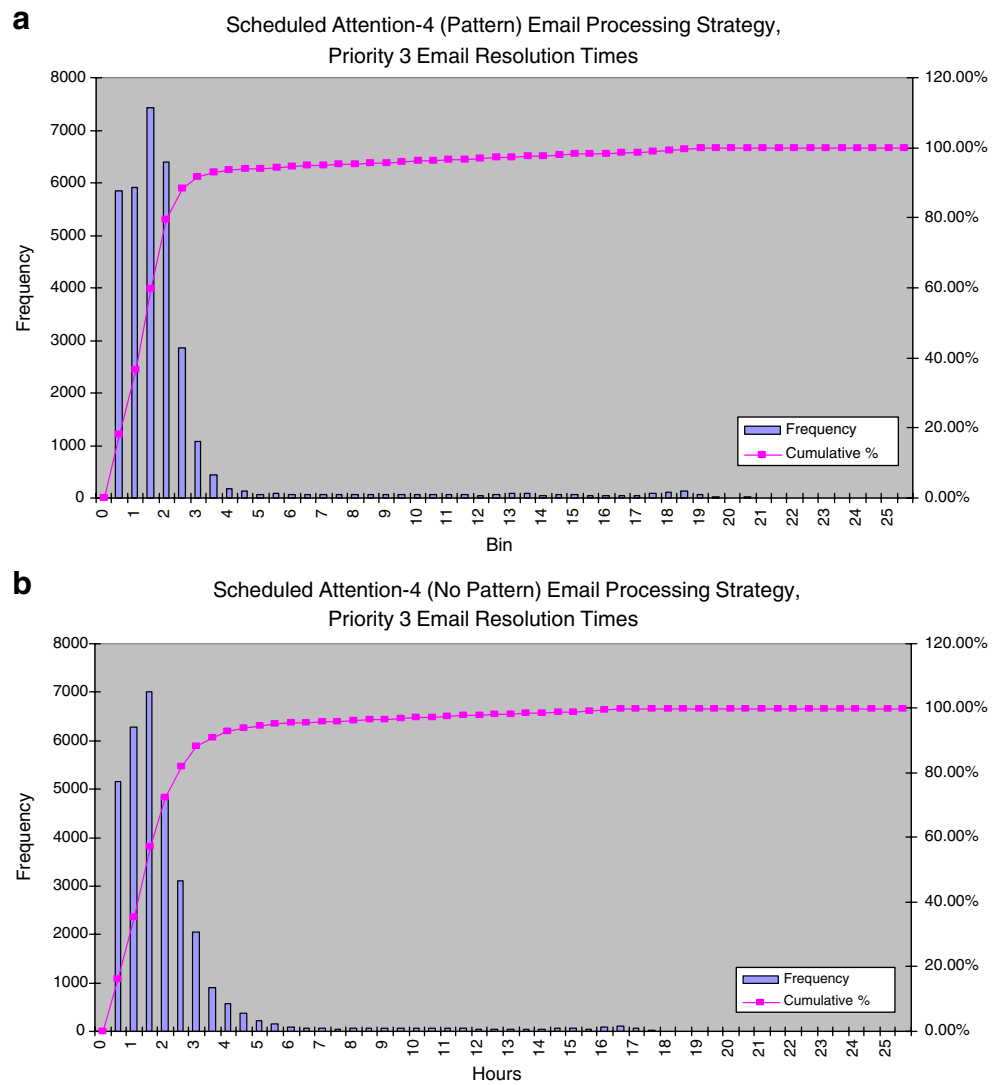 a
Scheduled Attention-4 (Pattern) Email Processing Strategy,
Priority 3 Email Resolution Times
8000
7000
6000
5000
4000
3000
2000
1000
0
Frequency
120.00%
100.00%
80.00%
60.00%
40.00%
20.00%
0.00%
Frequency
Cumulative %
0 1 2 3 4 5 6 7 8 9 10 11 12 13 14 15 16 17 18 19 20 21 22 23 24 25
Bin
b
Scheduled Attention-4 (No Pattern) Email Processing Strategy,
Priority 3 Email Resolution Times
8000
7000
6000
5000
4000
3000
2000
1000
0
Frequency
120.00%
100.00%
80.00%
60.00%
40.00%
20.00%
0.00%
Frequency
Cumulative %
0 1 2 3 4 5 6 7 8 9 10 11 12 13 14 15 16 17 18 19 20 21 22 23 24 25
Hours